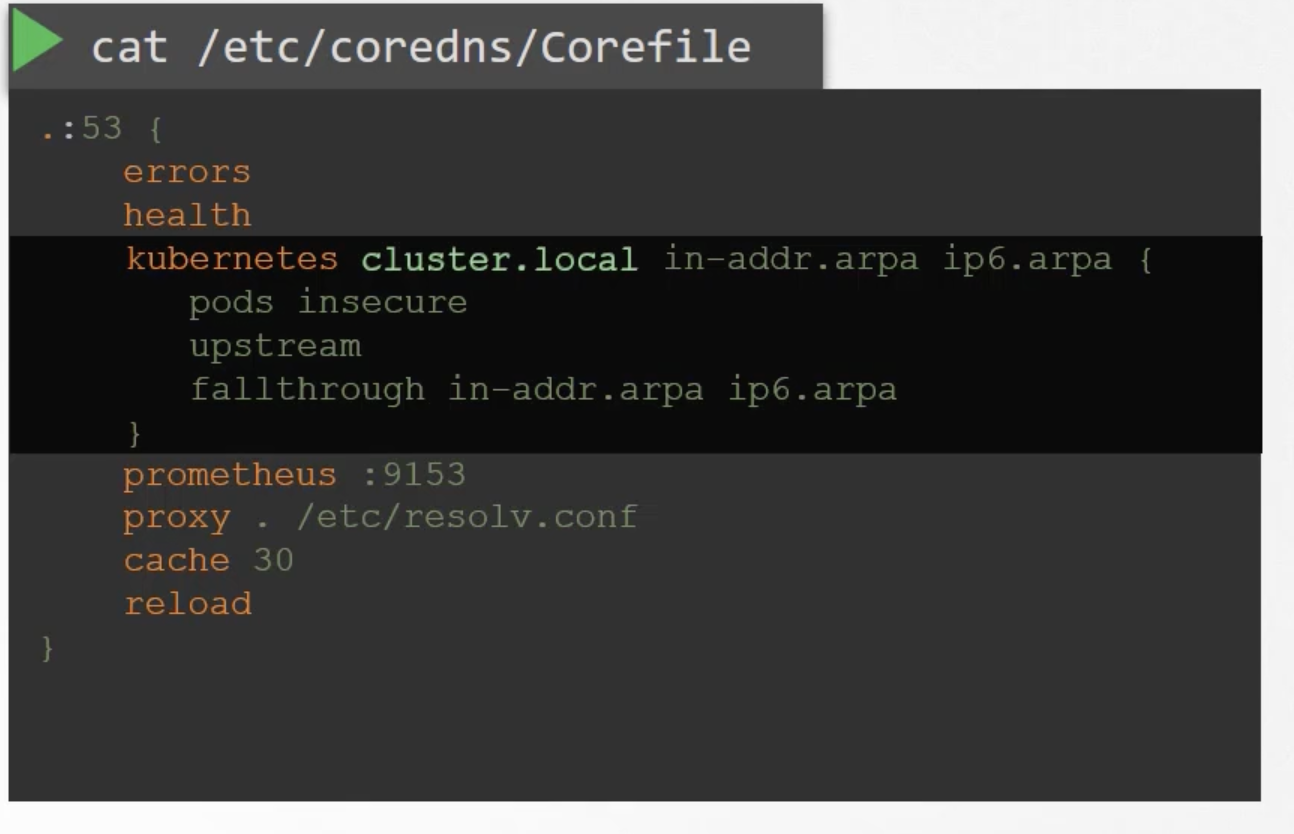 cat /etc/coredns/Corefile
.:53 {
    errors
    health
    kubernetes cluster.local in-addr.arpa ip6.arpa {
       pods insecure
       upstream
       fallthrough in-addr.arpa ip6.arpa
    }
    prometheus :9153
    proxy . /etc/resolv.conf
    cache 30
    reload
}